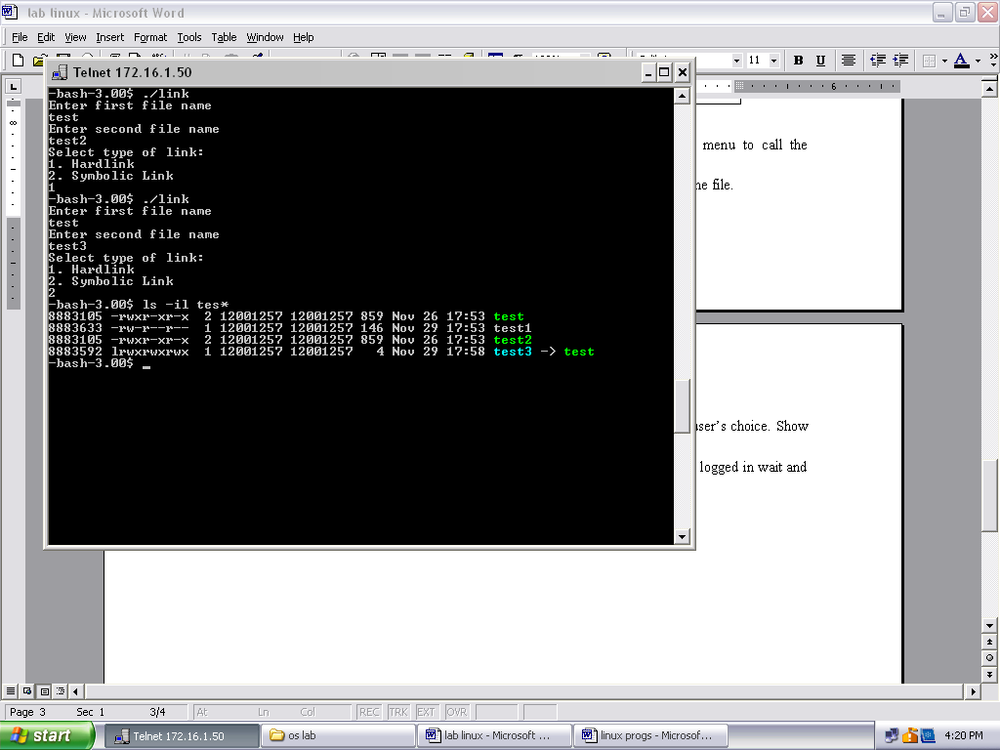 lab linux - Microsoft Word
File Edit View Insert Format Tools Table Window Help
11 B U A
Telnet 172.16.1.50
6
-bash-3.00$ ./link
Enter first file name
test
Enter second file name
test2
Select type of link:
1. Hardlink
2. Symbolic Link
1
-bash-3.00$ ./link
Enter first file name
test
Enter second file name
test3
Select type of link:
1. Hardlink
2. Symbolic Link
2
-bash-3.00$ ls -il tes*
8883105 -rwxr-xr-x 2 12001257 12001257 859 Nov 26 17:53 test
8883633 -rw-r--r-- 1 12001257 12001257 146 Nov 29 17:53 test1
8883105 -rwxr-xr-x 2 12001257 12001257 859 Nov 26 17:53 test2
8883592 lrwxrwxrwx 1 12001257 12001257 4 Nov 29 17:58 test3 -> test
-bash-3.00$ _
menu to call the
file.
user's choice. Show
logged in wait and
Page 3 Sec 1 3/4 At Ln Col REC TRK EXT OVR
start Telnet 172.16.1.50 os lab lab linux - Microsoft ... linux progs - Microsof... 4:20 PM